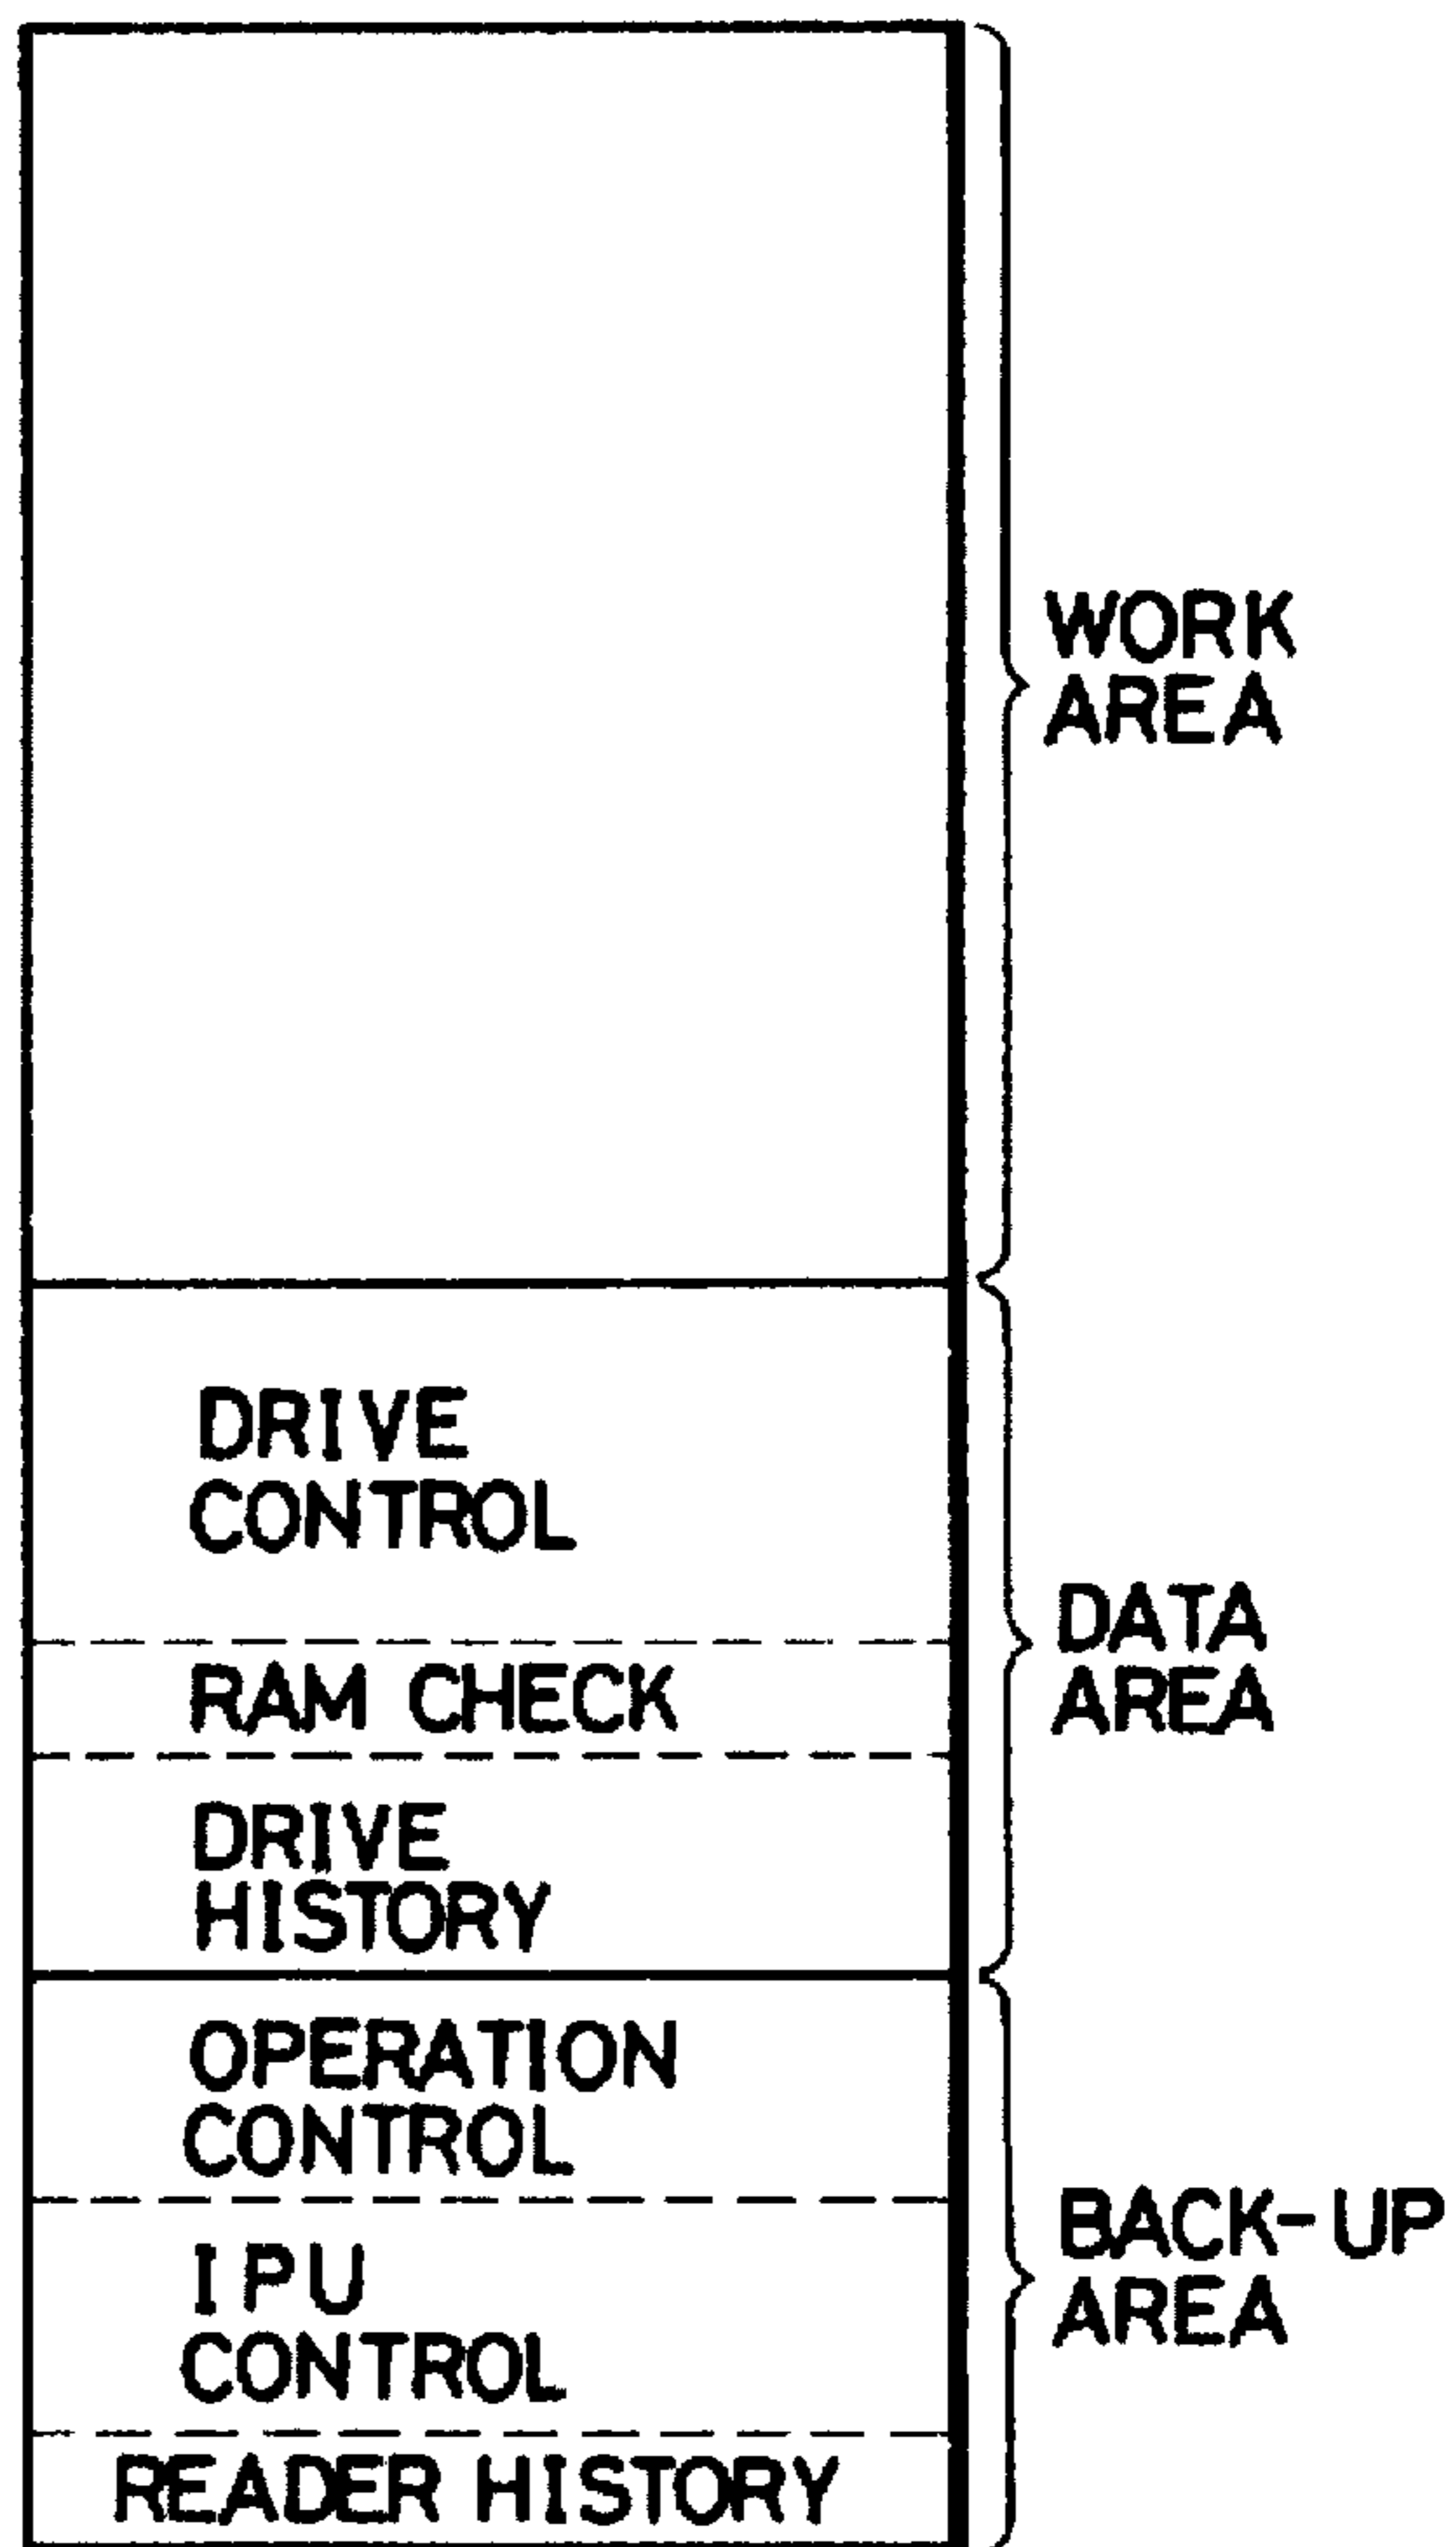 WORK
AREA
DRIVE
CONTROL
RAM CHECK
DRIVE
HISTORY
DATA
AREA
OPERATION
CONTROL
IPU
CONTROL
READER HISTORY
BACK-UP
AREA